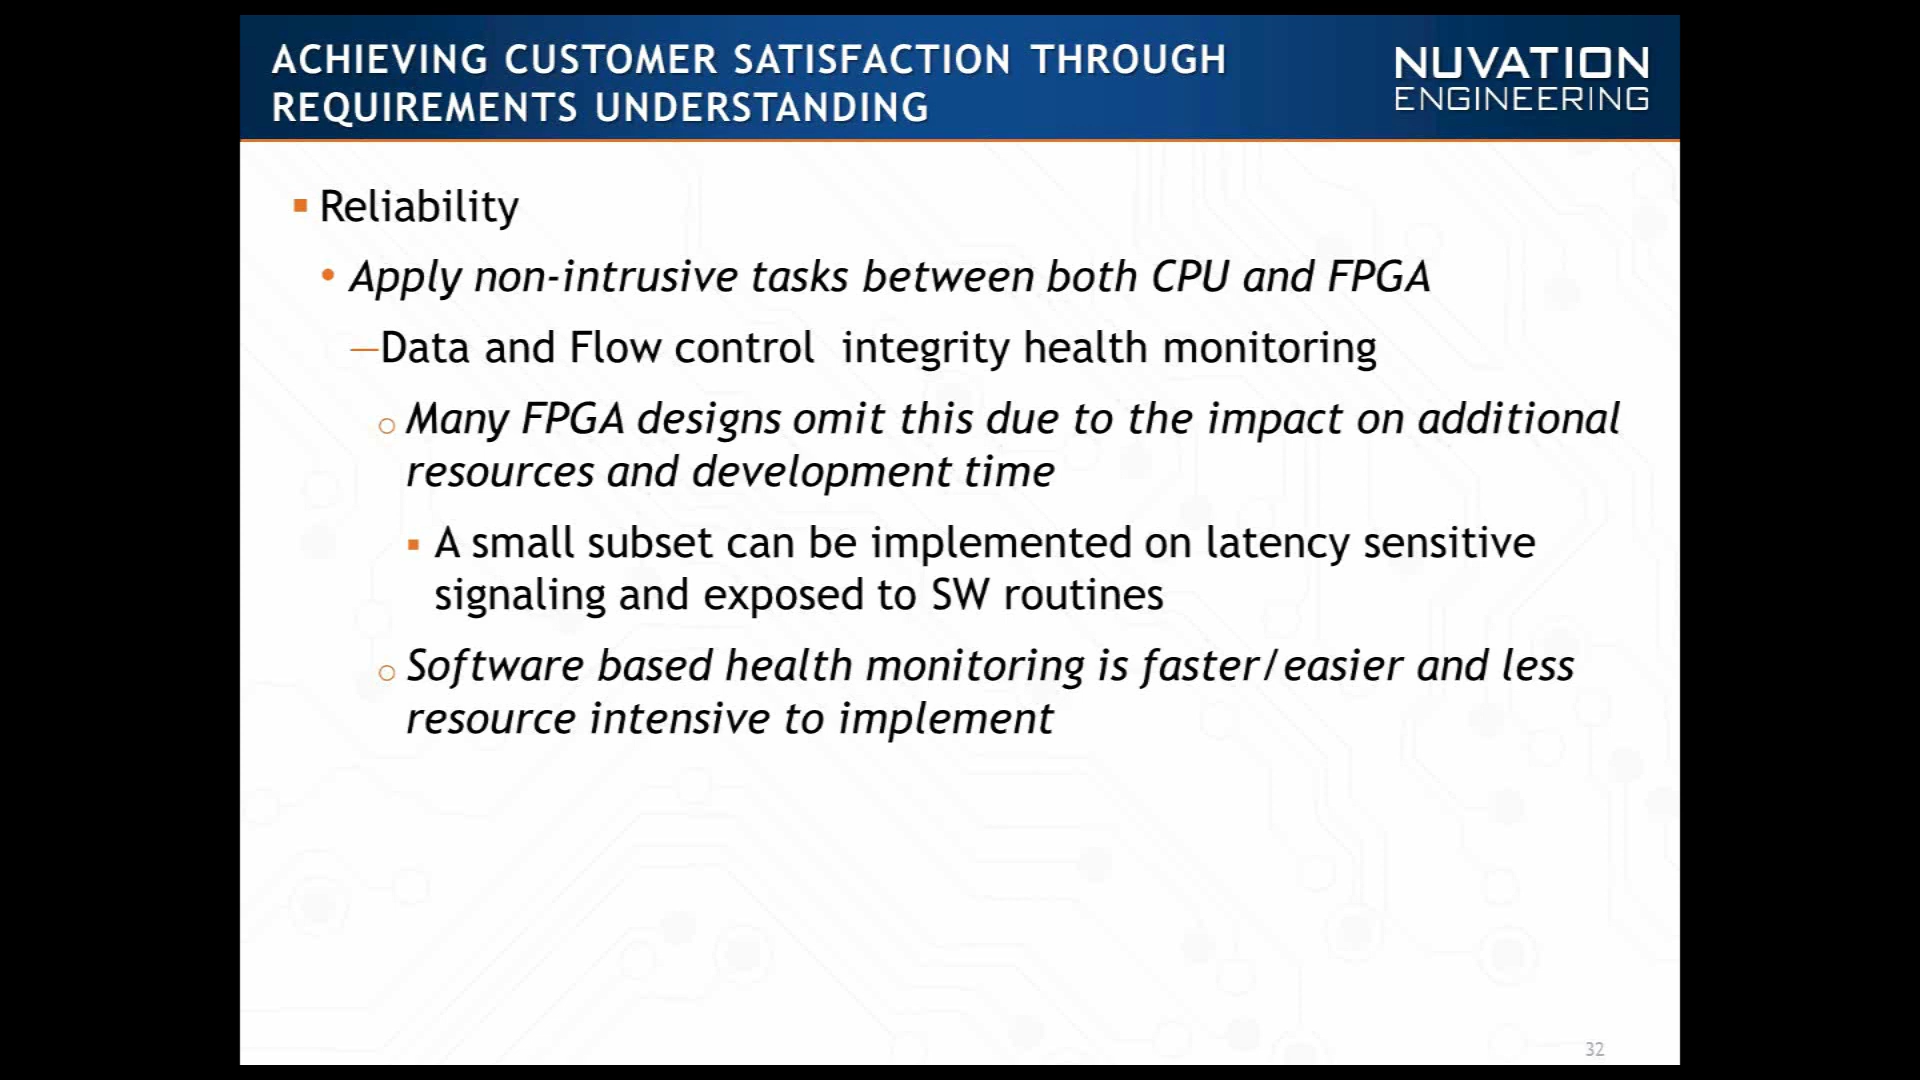 ACHIEVING CUSTOMER SATISFACTION THROUGH
REQUIREMENTS UNDERSTANDING
NUVATION
ENGINEERING
Reliability
Apply non-intrusive tasks between both CPU and FPGA
—Data and Flow control integrity health monitoring
Many FPGA designs omit this due to the impact on additional
resources and development time
A small subset can be implemented on latency sensitive
signaling and exposed to SW routines
Software based health monitoring is faster/easier and less
resource intensive to implement
32